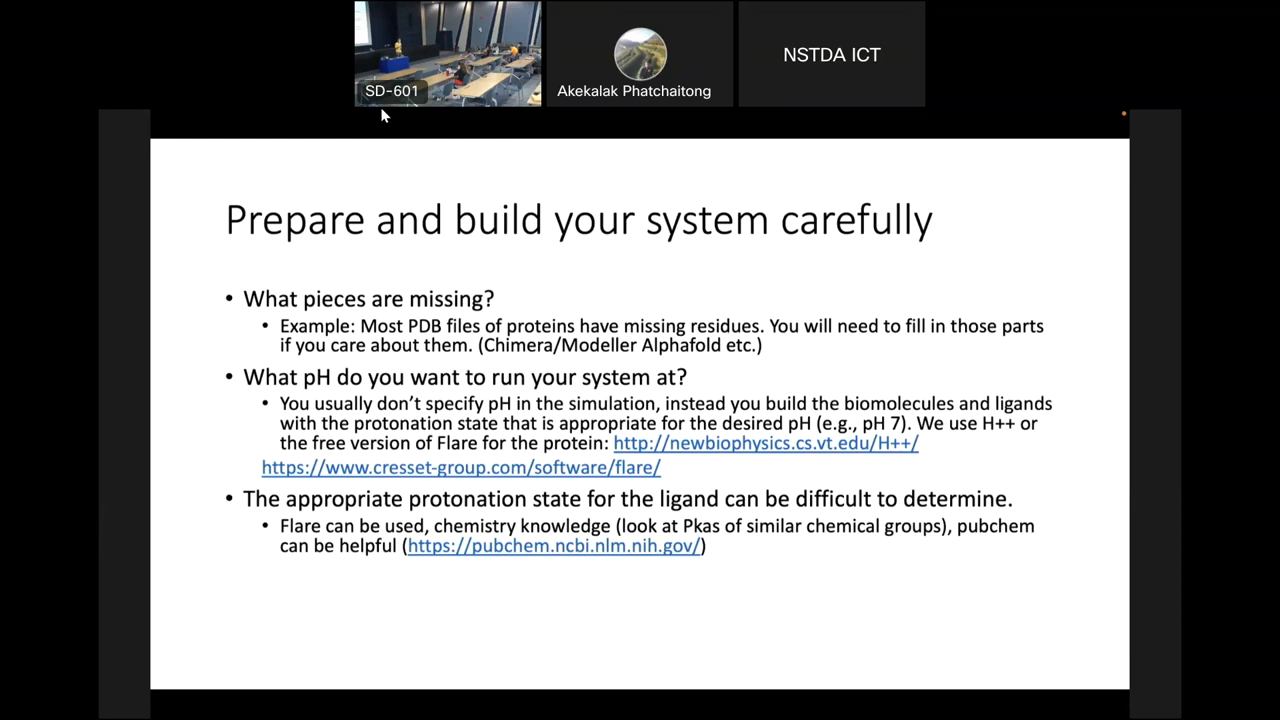 SD-601
Akekalak Phatchaitong
NSTDA ICT
Prepare and build your system carefully
• What pieces are missing?
• Example: Most PDB files of proteins have missing residues. You will need to fill in those parts
if you care about them. (Chimera/Modeller Alphafold etc.)
• What pH do you want to run your system at?
• You usually don’t specify pH in the simulation, instead you build the biomolecules and ligands
with the protonation state that is appropriate for the desired pH (e.g., pH 7). We use H++ or
the free version of Flare for the protein: http://newbiophysics.cs.vt.edu/H++/
https://www.cresset-group.com/software/flare/
• The appropriate protonation state for the ligand can be difficult to determine.
• Flare can be used, chemistry knowledge (look at Pkas of similar chemical groups), pubchem
can be helpful (https://pubchem.ncbi.nlm.nih.gov/)